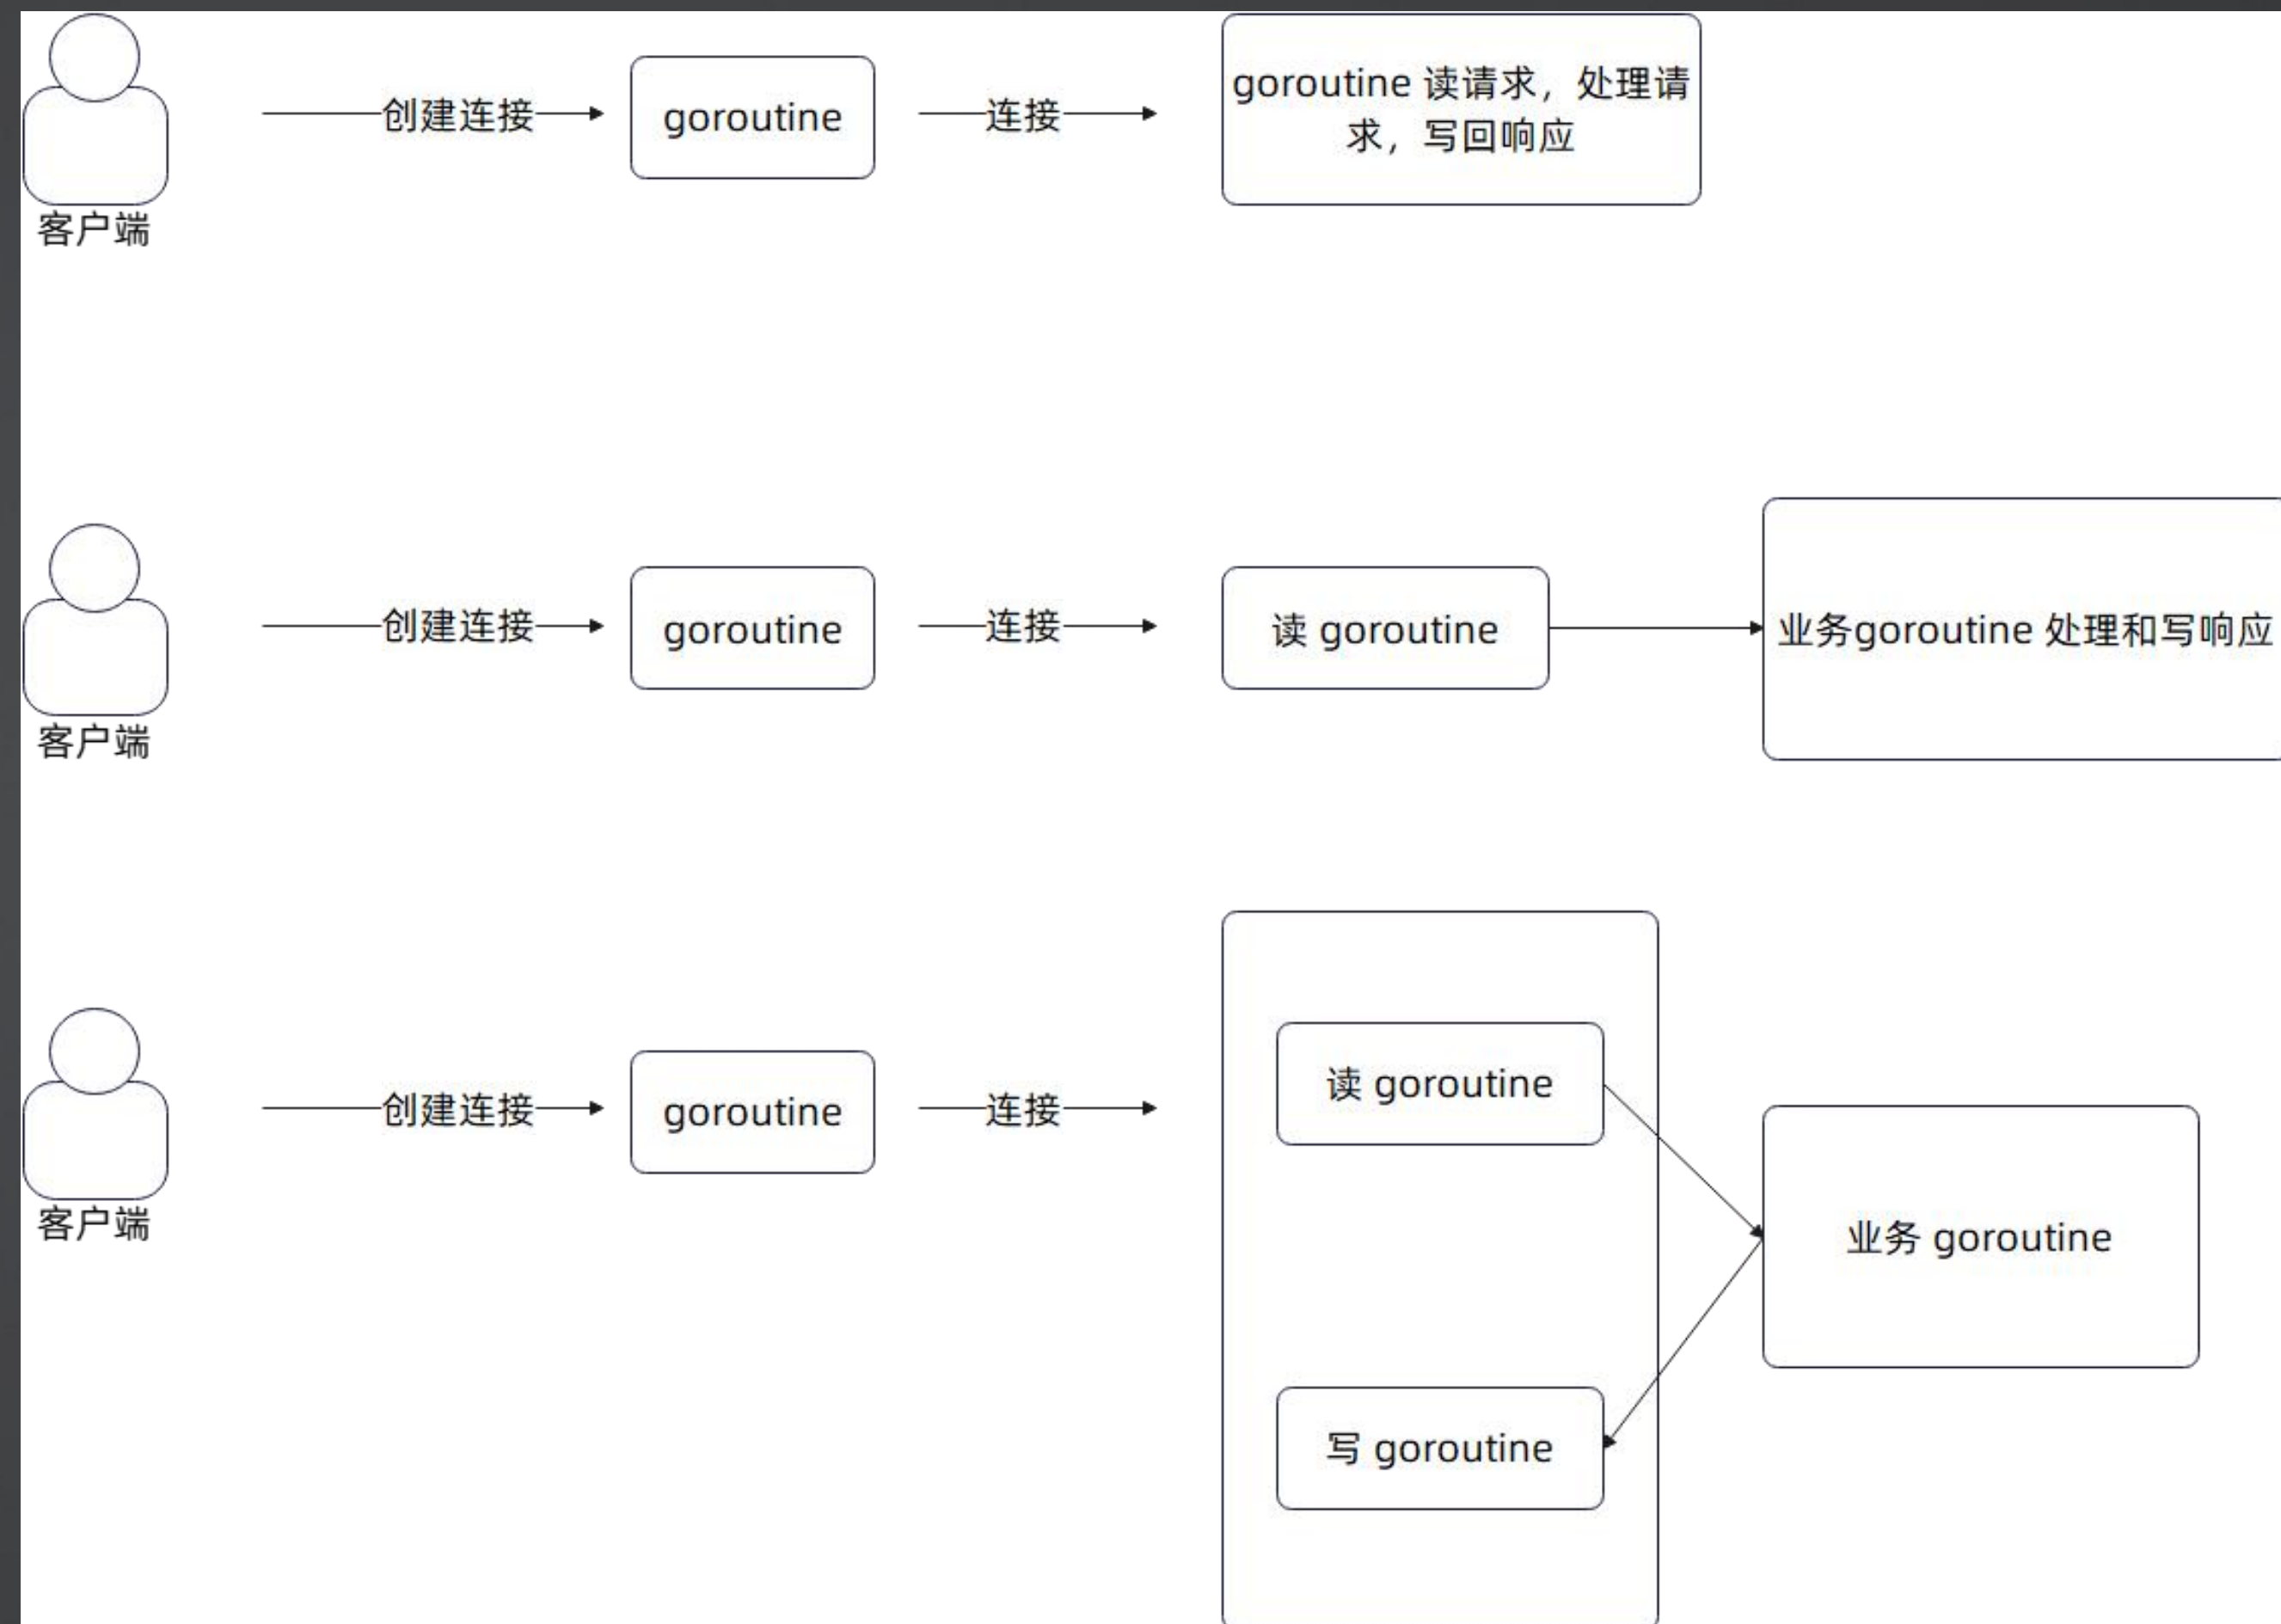 创建连接
goroutine
连接
goroutine 读请求，处理请
求，写回响应
客户端
创建连接
goroutine
连接
读 goroutine
业务goroutine 处理和写响应
客户端
读 goroutine
创建连接
goroutine
连接
客户端
业务 goroutine
写 goroutine